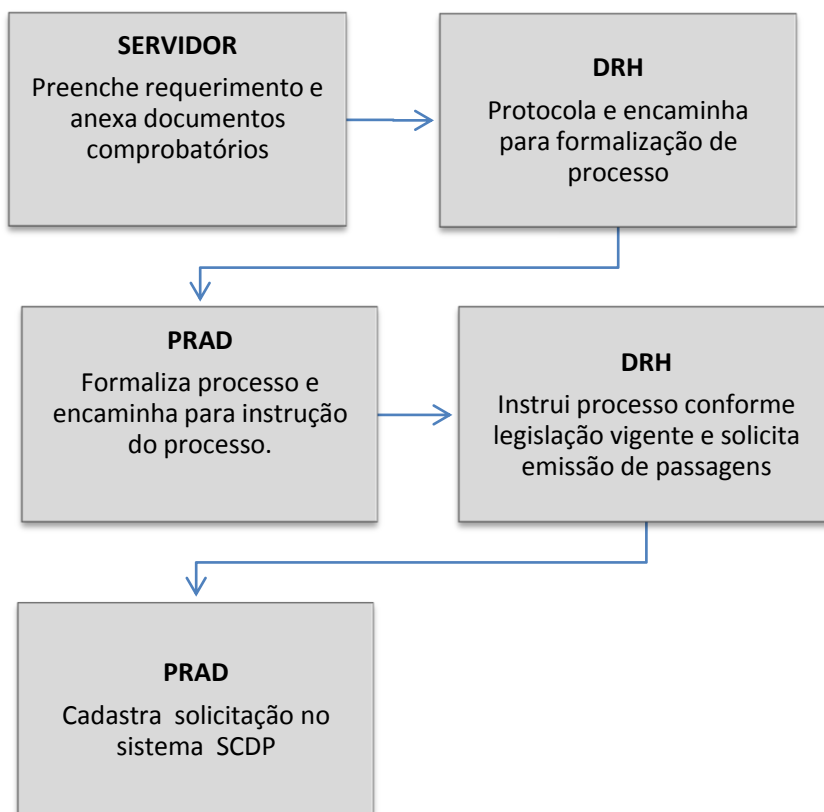 SERVIDOR
Preenche requerimento e
anexa documentos
comprobatórios
DRH
Protocola e encaminha
para formalização de
processo
PRAD
Formaliza processo e
encaminha para instrução
do processo.
DRH
Instrui processo conforme
legislação vigente e solicita
emissão de passagens
PRAD
Cadastra solicitação no
sistema SCDP